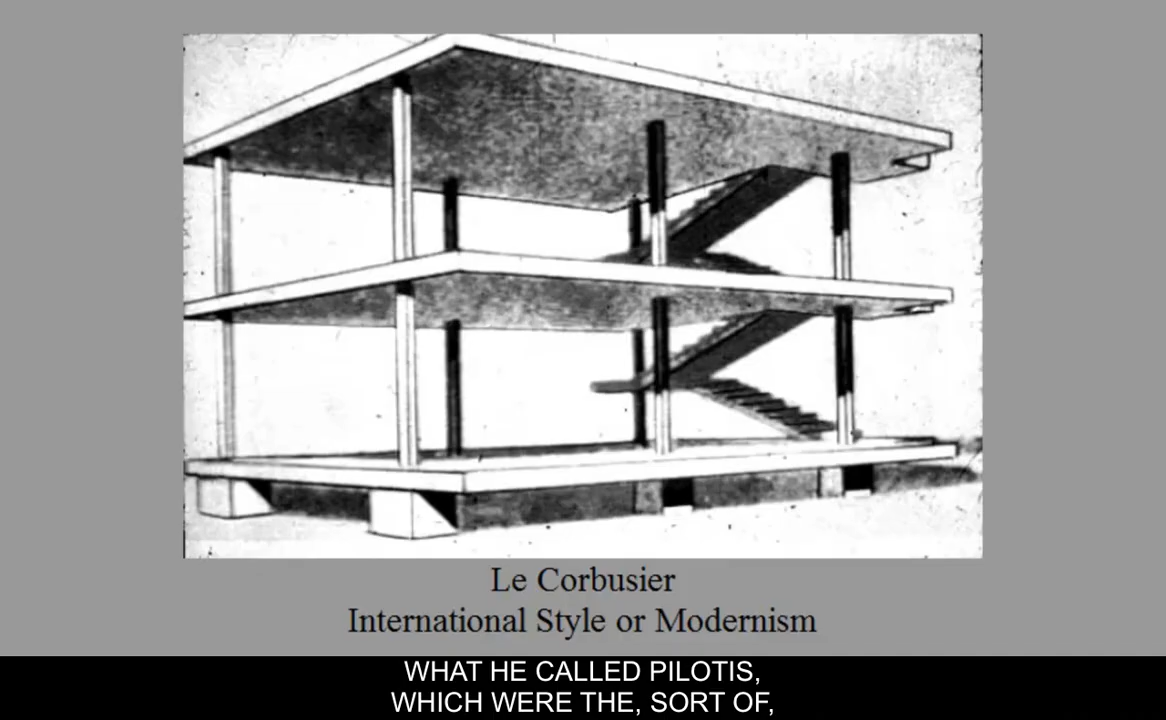 Le Corbusier
International Style or Modernism
WHAT HE CALLED PILOTIS,
WHICH WERE THE, SORT OF,